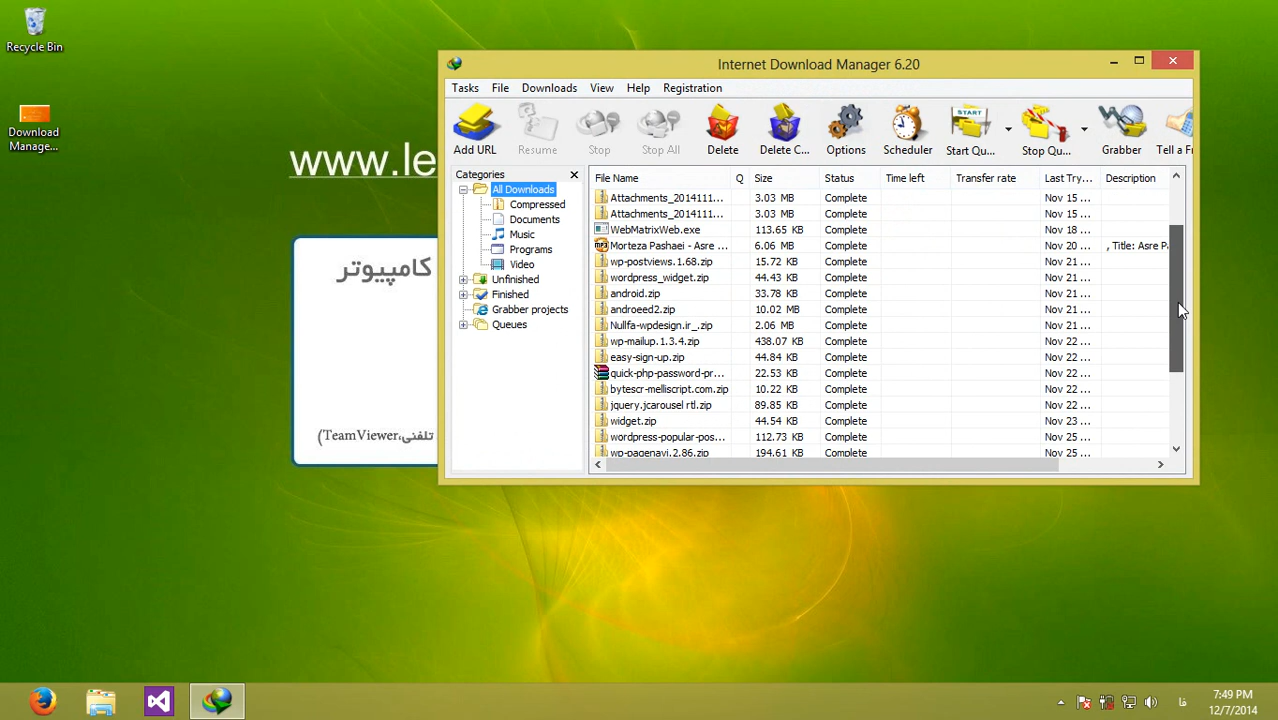 Recycle Bin
Download
Manage...
www.le
کامپیوتر
تلفنی،TeamViewer)
Internet Download Manager 6.20
Tasks File Downloads View Help Registration
Add URL Resume Stop Stop All Delete Delete C... Options Scheduler Start Qu... Stop Qu... Grabber Tell a Fr
Categories
All Downloads
Compressed
Documents
Music
Programs
Video
Unfinished
Finished
Grabber projects
Queues
File Name Q Size Status Time left Transfer rate Last Try... Description
Attachments_2014111... 3.03 MB Complete Nov 15 ...
Attachments_2014111... 3.03 MB Complete Nov 15 ...
WebMatrixWeb.exe 113.65 KB Complete Nov 18 ...
Morteza Pashaei - Asre ... 6.06 MB Complete Nov 20 ... , Title: Asre Pa
wp-postviews.1.68.zip 15.72 KB Complete Nov 21 ...
wordpress_widget.zip 44.43 KB Complete Nov 21 ...
android.zip 33.78 KB Complete Nov 21 ...
androeed2.zip 10.02 MB Complete Nov 21 ...
Nullfa-wpdesign.ir_.zip 2.06 MB Complete Nov 21 ...
wp-mailup.1.3.4.zip 438.07 KB Complete Nov 22 ...
easy-sign-up.zip 44.84 KB Complete Nov 22 ...
quick-php-password-pr... 22.53 KB Complete Nov 22 ...
bytescr-melliscript.com.zip 10.22 KB Complete Nov 22 ...
jquery.jcarousel rtl.zip 89.85 KB Complete Nov 22 ...
widget.zip 44.54 KB Complete Nov 23 ...
wordpress-popular-pos... 112.73 KB Complete Nov 25 ...
wp-pagenavi.2.86.zip 194.61 KB Complete Nov 25 ...
فا
7:49 PM
12/7/2014